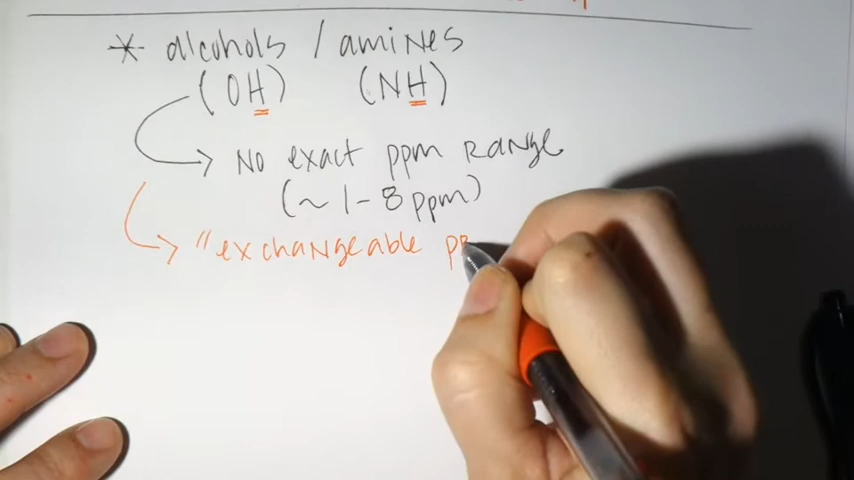 * alcohols / amines
(OH) (NH)
No exact ppm range
(~ 1-8 ppm)
"exchangeable